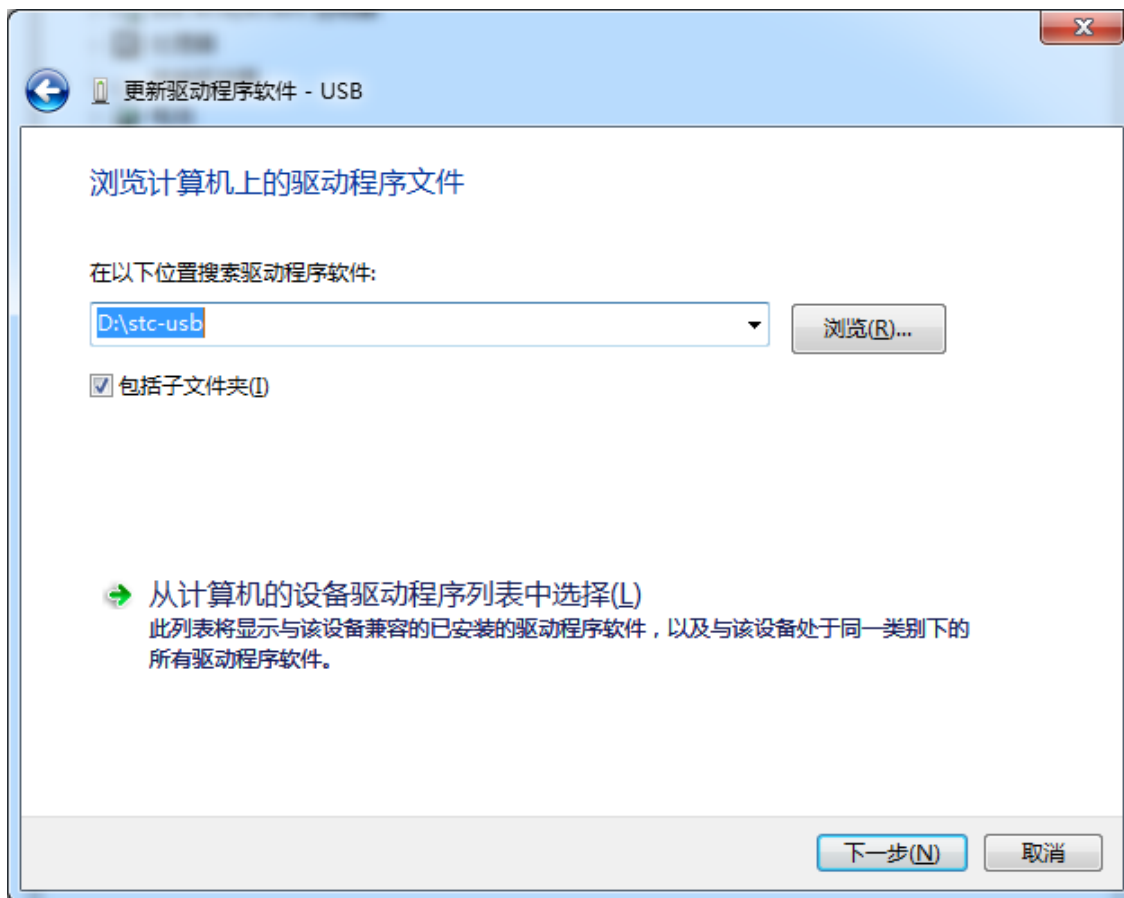 更新驱动程序软件 - USB
浏览计算机上的驱动程序文件
在以下位置搜索驱动程序软件:
D:\stc-usb
浏览(R)...
包括子文件夹(I)
从计算机的设备驱动程序列表中选择(L)
此列表将显示与该设备兼容的已安装的驱动程序软件，以及与该设备处于同一类别下的
所有驱动程序软件。
下一步(N)
取消